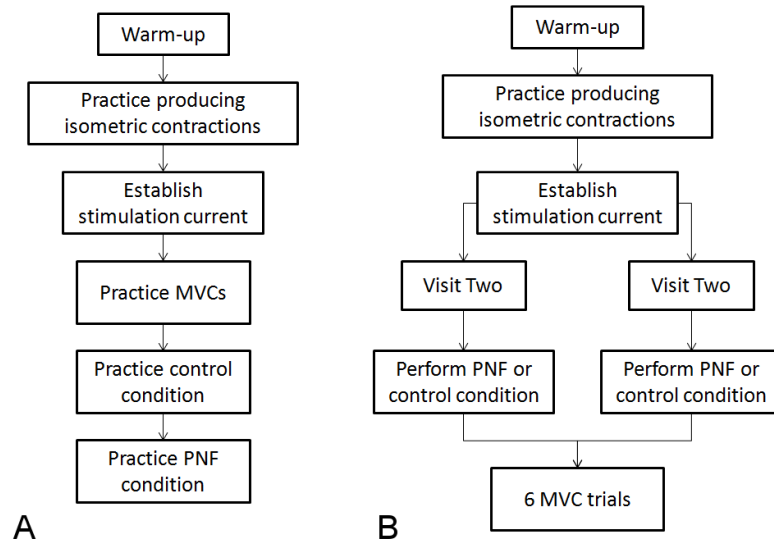 Warm-up
Practice producing
isometric contractions
Establish
stimulation current
Practice MVCs
Practice control
condition
Practice PNF
condition
A
Warm-up
Practice producing
isometric contractions
Establish
stimulation current
Visit Two
Visit Two
Perform PNF or
control condition
Perform PNF or
control condition
6 MVC trials
B